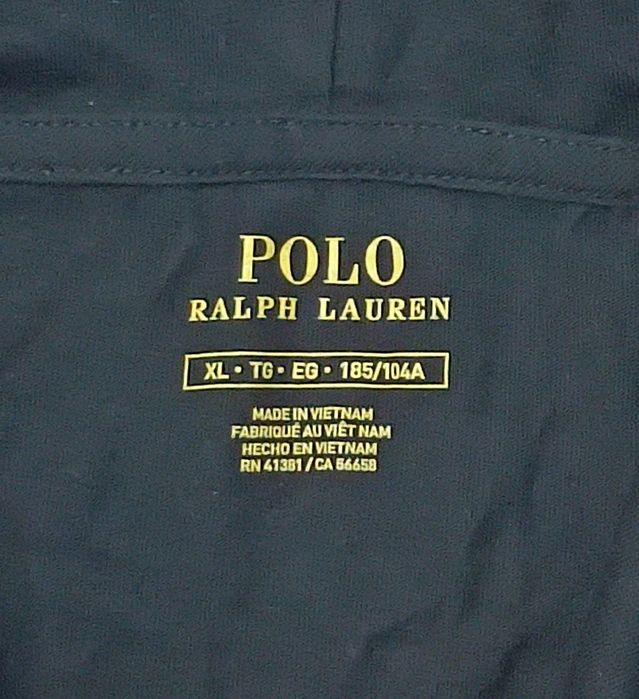 POLO
RALPH LAUREN
XL • TG • EG • 185/104A
MADE IN VIETNAM
FABRIQUÉ AU VIÊT NAM
HECHO EN VIETNAM
RN 41381 / CA 56658